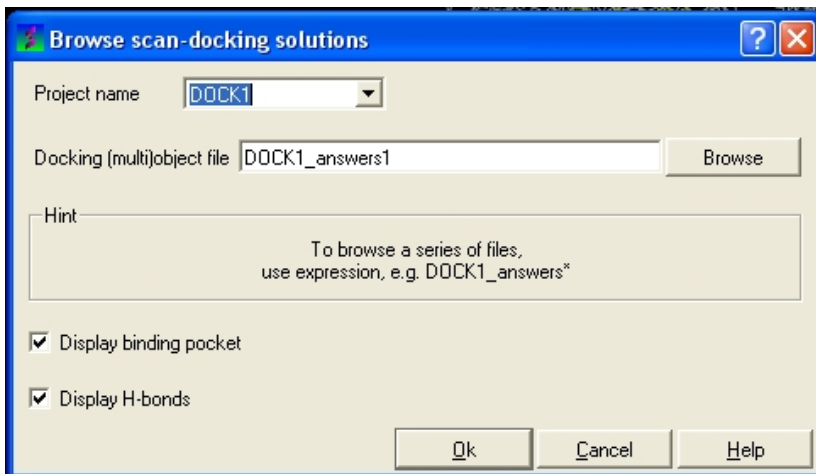 Browse scan-docking solutions
Project name DOCK1
Docking (multi)object file DOCK1_answers1 Browse
Hint
To browse a series of files,
use expression, e.g. DOCK1_answers*
Display binding pocket
Display H-bonds
Ok Cancel Help